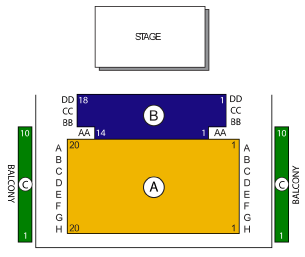 STAGE
DD 18 1 DD
CC CC
BB B BB
AA 14 1 AA
20 1
A A
B B
10 C C 10
BALCONY C D A D C BALCONY
E E
F F
G G
1 H 20 1 H 1